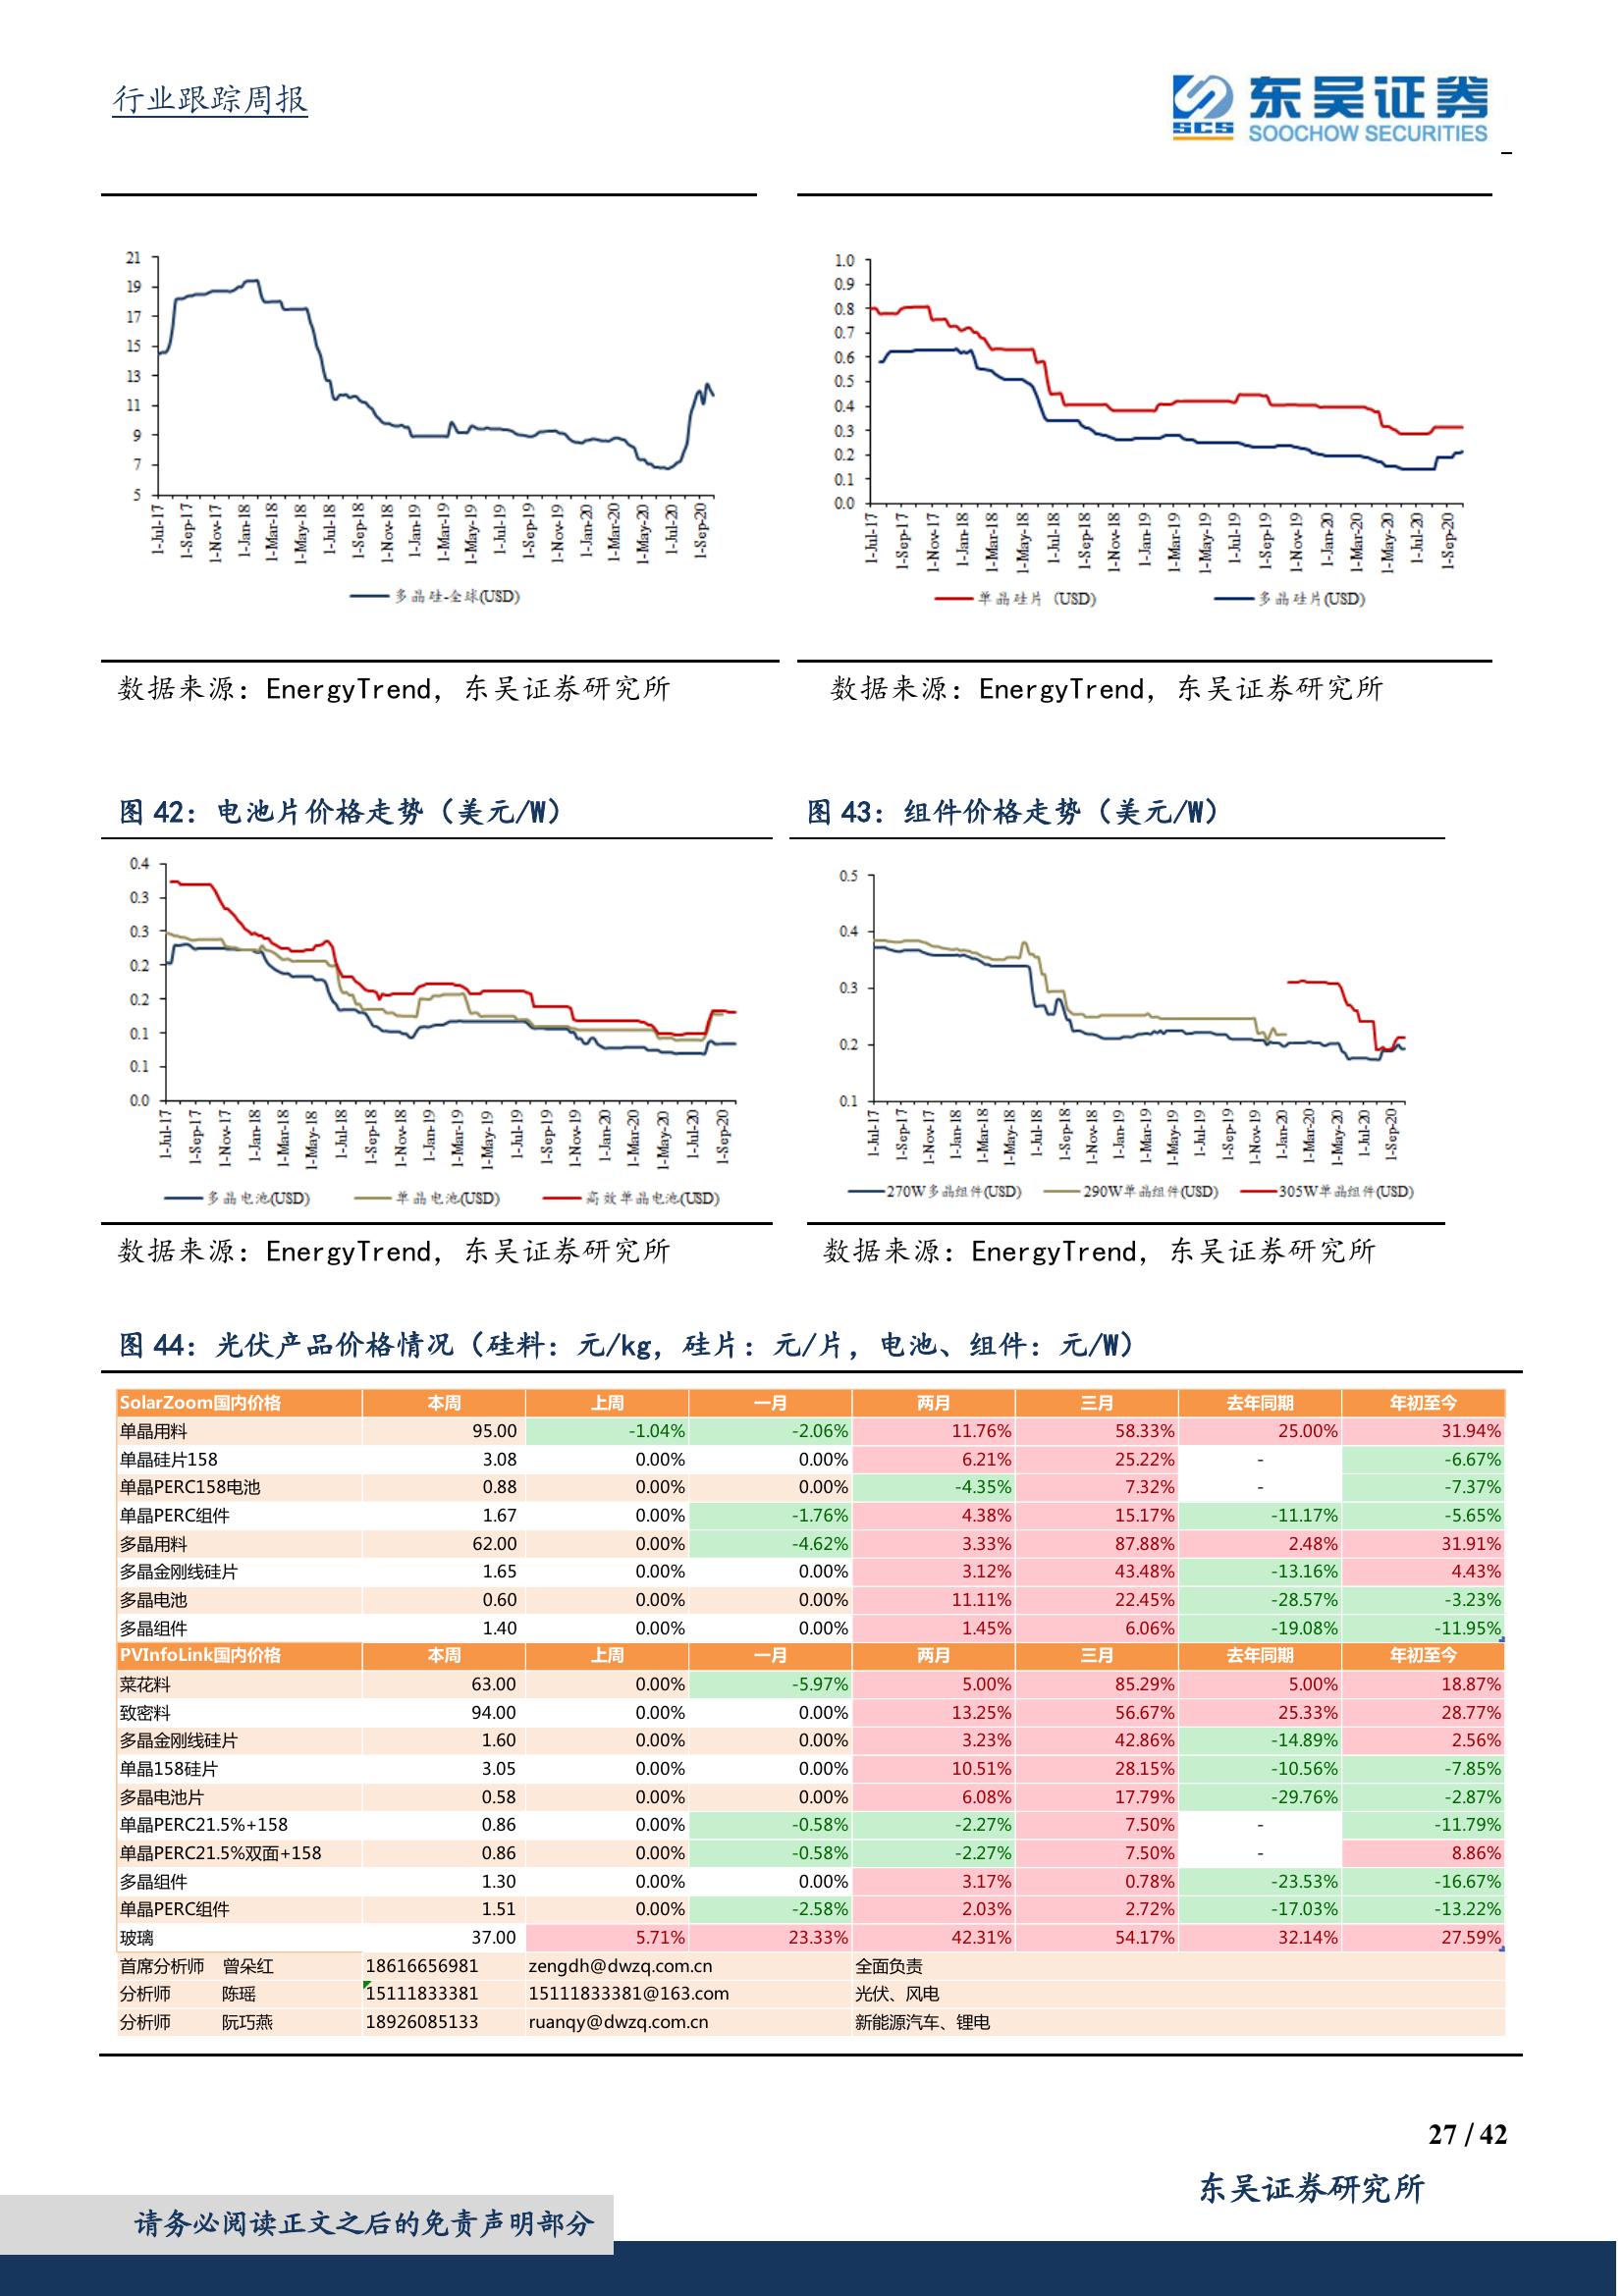 行业跟踪周报
东吴证券
SCS
SOOCHOW SECURITIES
21
19
17
15
13
11
9
7
5
1-Jul-17 1-Sep-17 1-Nov-17 1-Jan-18 1-Mar-18 1-May-18 1-Jul-18 1-Sep-18 1-Nov-18 1-Jan-19 1-Mar-19 1-May-19 1-Jul-19 1-Sep-19 1-Nov-19 1-Jan-20 1-Mar-20 1-May-20 1-Jul-20 1-Sep-20
多晶硅-全球(USD)
1.0
0.9
0.8
0.7
0.6
0.5
0.4
0.3
0.2
0.1
0.0
1-Jul-17 1-Sep-17 1-Nov-17 1-Jan-18 1-Mar-18 1-May-18 1-Jul-18 1-Sep-18 1-Nov-18 1-Jan-19 1-Mar-19 1-May-19 1-Jul-19 1-Sep-19 1-Nov-19 1-Jan-20 1-Mar-20 1-May-20 1-Jul-20 1-Sep-20
单晶硅片（USD） 多晶硅片(USD)
数据来源：EnergyTrend，东吴证券研究所
数据来源：EnergyTrend，东吴证券研究所
图 42：电池片价格走势（美元/W）
0.4
0.3
0.3
0.2
0.2
0.1
0.1
0.0
1-Jul-17 1-Sep-17 1-Nov-17 1-Jan-18 1-Mar-18 1-May-18 1-Jul-18 1-Sep-18 1-Nov-18 1-Jan-19 1-Mar-19 1-May-19 1-Jul-19 1-Sep-19 1-Nov-19 1-Jan-20 1-Mar-20 1-May-20 1-Jul-20 1-Sep-20
多晶电池(USD) 单晶电池(USD) 高效单晶电池(USD)
数据来源：EnergyTrend，东吴证券研究所
图 43：组件价格走势（美元/W）
0.5
0.4
0.3
0.2
0.1
1-Jul-17 1-Sep-17 1-Nov-17 1-Jan-18 1-Mar-18 1-May-18 1-Jul-18 1-Sep-18 1-Nov-18 1-Jan-19 1-Mar-19 1-May-19 1-Jul-19 1-Sep-19 1-Nov-19 1-Jan-20 1-Mar-20 1-May-20 1-Jul-20 1-Sep-20
270W多晶组件(USD) 290W单晶组件(USD) 305W单晶组件(USD)
数据来源：EnergyTrend，东吴证券研究所
图 44：光伏产品价格情况（硅料：元/kg，硅片：元/片，电池、组件：元/W）
SolarZoom国内价格 本周 上周 一月 两月 三月 去年同期 年初至今
单晶用料 95.00 -1.04% -2.06% 11.76% 58.33% 25.00% 31.94%
单晶硅片158 3.08 0.00% 0.00% 6.21% 25.22% - -6.67%
单晶PERC158电池 0.88 0.00% 0.00% -4.35% 7.32% - -7.37%
单晶PERC组件 1.67 0.00% -1.76% 4.38% 15.17% -11.17% -5.65%
多晶用料 62.00 0.00% -4.62% 3.33% 87.88% 2.48% 31.91%
多晶金刚线硅片 1.65 0.00% 0.00% 3.12% 43.48% -13.16% 4.43%
多晶电池 0.60 0.00% 0.00% 11.11% 22.45% -28.57% -3.23%
多晶组件 1.40 0.00% 0.00% 1.45% 6.06% -19.08% -11.95%
PVInfoLink国内价格 本周 上周 一月 两月 三月 去年同期 年初至今
菜花料 63.00 0.00% -5.97% 5.00% 85.29% 5.00% 18.87%
致密料 94.00 0.00% 0.00% 13.25% 56.67% 25.33% 28.77%
多晶金刚线硅片 1.60 0.00% 0.00% 3.23% 42.86% -14.89% 2.56%
单晶158硅片 3.05 0.00% 0.00% 10.51% 28.15% -10.56% -7.85%
多晶电池片 0.58 0.00% 0.00% 6.08% 17.79% -29.76% -2.87%
单晶PERC21.5%+158 0.86 0.00% -0.58% -2.27% 7.50% - -11.79%
单晶PERC21.5%双面+158 0.86 0.00% -0.58% -2.27% 7.50% - 8.86%
多晶组件 1.30 0.00% 0.00% 3.17% 0.78% -23.53% -16.67%
单晶PERC组件 1.51 0.00% -2.58% 2.03% 2.72% -17.03% -13.22%
玻璃 37.00 5.71% 23.33% 42.31% 54.17% 32.14% 27.59%
首席分析师 曾朵红 18616656981 zengdh@dwzq.com.cn 全面负责
分析师 陈瑶 15111833381 15111833381@163.com 光伏、风电
分析师 阮巧燕 18926085133 ruanqy@dwzq.com.cn 新能源汽车、锂电
27 / 42
东吴证券研究所
请务必阅读正文之后的免责声明部分